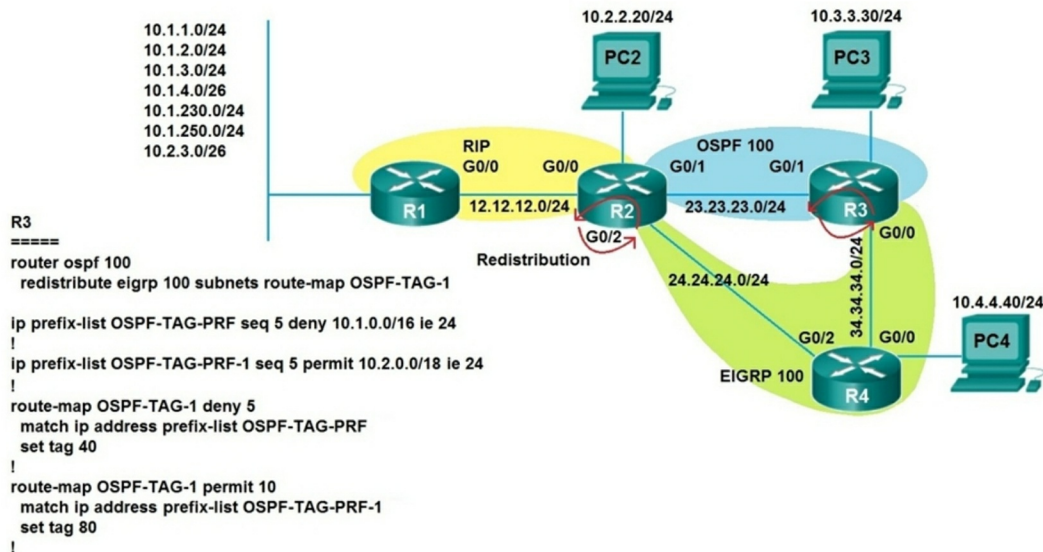 10.1.1.0/24
10.1.2.0/24
10.1.3.0/24
10.1.4.0/26
10.1.230.0/24
10.1.250.0/24
10.2.3.0/26
10.2.2.20/24
10.3.3.30/24
PC2
PC3
RIP
OSPF 100
G0/0
G0/0
G0/1
G0/1
R1
12.12.12.0/24
R2
23.23.23.0/24
R3
G0/2
G0/0
Redistribution
24.24.24.0/24
34.34.34.0/24
10.4.4.40/24
G0/2
G0/0
PC4
EIGRP 100
R4
R3
=====
router ospf 100
redistribute eigrp 100 subnets route-map OSPF-TAG-1
ip prefix-list OSPF-TAG-PRF seq 5 deny 10.1.0.0/16 ie 24
!
ip prefix-list OSPF-TAG-PRF-1 seq 5 permit 10.2.0.0/18 ie 24
!
route-map OSPF-TAG-1 deny 5
match ip address prefix-list OSPF-TAG-PRF
set tag 40
!
route-map OSPF-TAG-1 permit 10
match ip address prefix-list OSPF-TAG-PRF-1
set tag 80
!